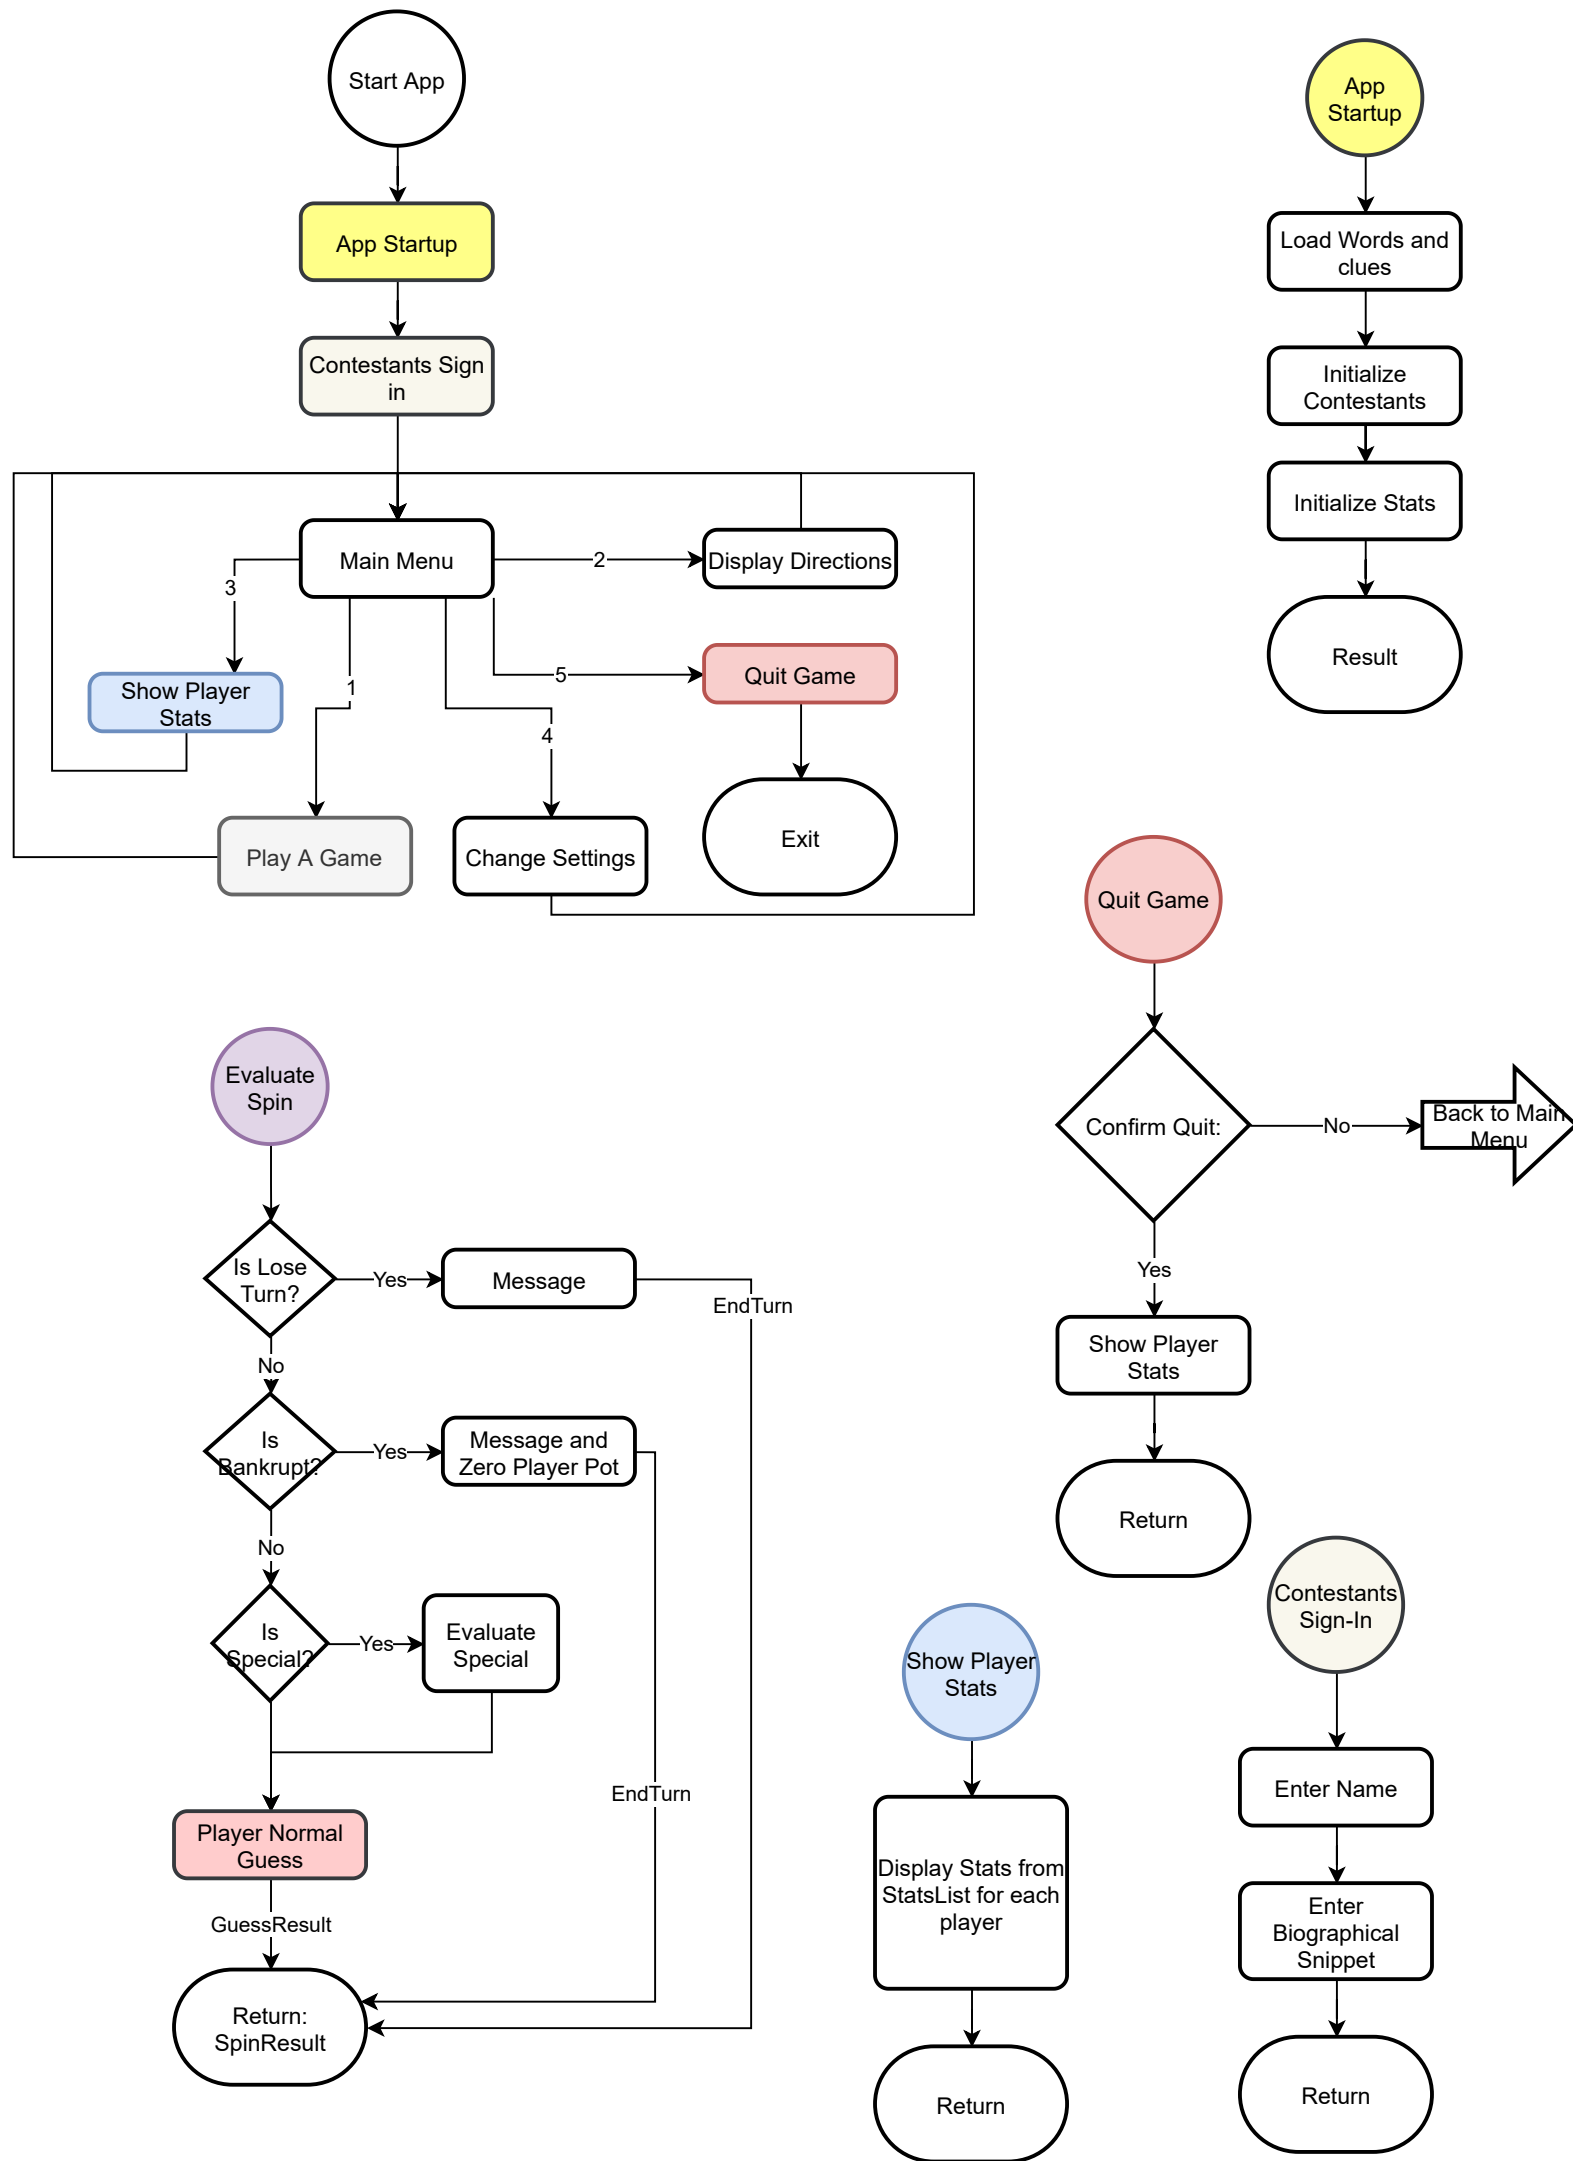 Start App
App Startup
Contestants Sign
in
Main Menu
2
Display Directions
3
Show Player
Stats
1
5
Quit Game
4
Play A Game
Change Settings
Exit
App
Startup
Load Words and
clues
Initialize
Contestants
Initialize Stats
Result
Quit Game
Confirm Quit:
No
Back to Main
Menu
Yes
Show Player
Stats
Return
Evaluate
Spin
Is Lose
Turn?
Yes
Message
EndTurn
No
Is
Bankrupt?
Yes
Message and
Zero Player Pot
No
Is
Special?
Yes
Evaluate
Special
EndTurn
Player Normal
Guess
GuessResult
Return:
SpinResult
Show Player
Stats
Display Stats from
StatsList for each
player
Return
Contestants
Sign-In
Enter Name
Enter
Biographical
Snippet
Return